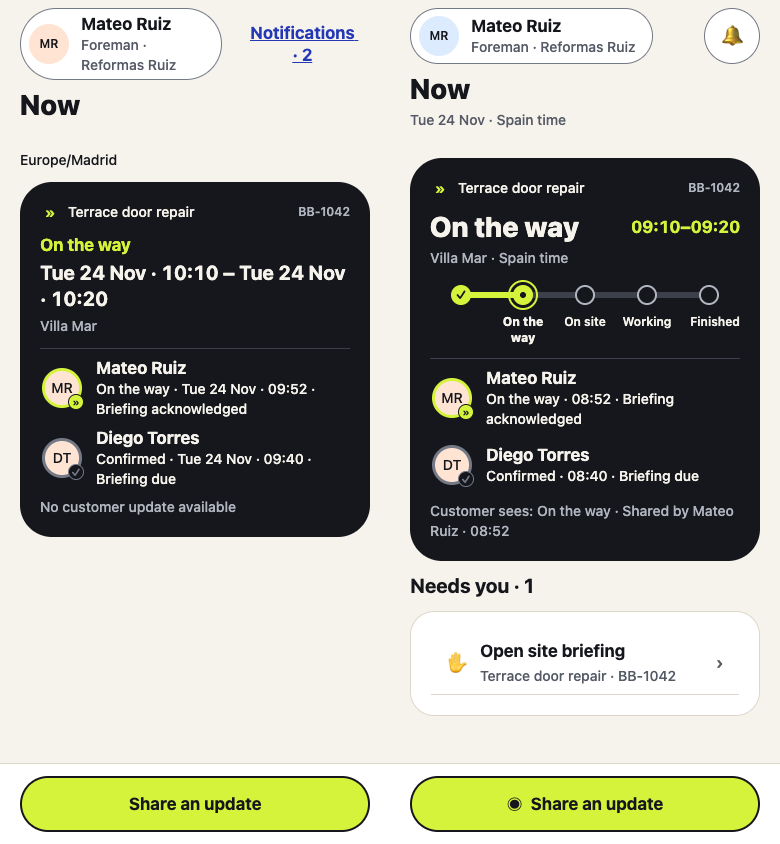 MR
Mateo Ruiz
Foreman ·
Reformas Ruiz
Notifications
· 2
Now
Europe/Madrid
» Terrace door repair BB-1042
On the way
Tue 24 Nov · 10:10 – Tue 24 Nov
· 10:20
Villa Mar
MR »
Mateo Ruiz
On the way · Tue 24 Nov · 09:52 ·
Briefing acknowledged
DT
Diego Torres
Confirmed · Tue 24 Nov · 09:40 ·
Briefing due
No customer update available
Share an update
MR
Mateo Ruiz
Foreman · Reformas Ruiz
Now
Tue 24 Nov · Spain time
» Terrace door repair BB-1042
On the way 09:10–09:20
Villa Mar · Spain time
On the
way
On site
Working
Finished
MR »
Mateo Ruiz
On the way · 08:52 · Briefing
acknowledged
DT
Diego Torres
Confirmed · 08:40 · Briefing due
Customer sees: On the way · Shared by Mateo
Ruiz · 08:52
Needs you · 1
Open site briefing ›
Terrace door repair · BB-1042
Share an update